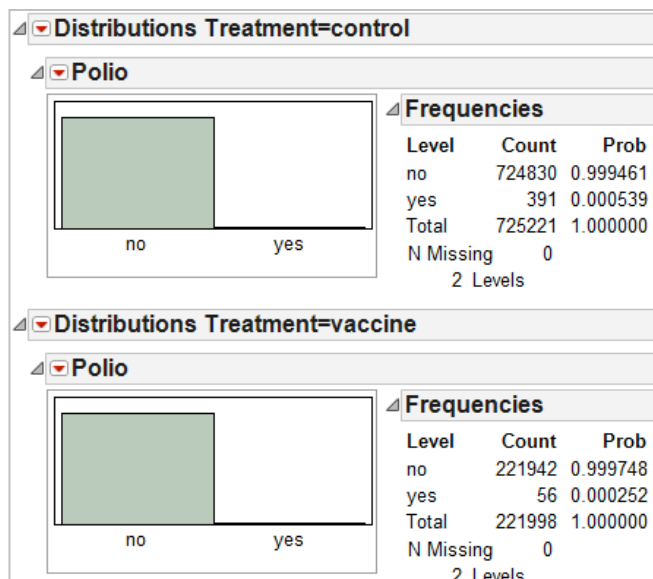 Distributions Treatment=control
Polio
Frequencies
Level Count Prob
no 724830 0.999461
yes 391 0.000539
Total 725221 1.000000
N Missing 0
2 Levels
no yes
Distributions Treatment=vaccine
Polio
Frequencies
Level Count Prob
no 221942 0.999748
yes 56 0.000252
Total 221998 1.000000
N Missing 0
2 Levels
no yes